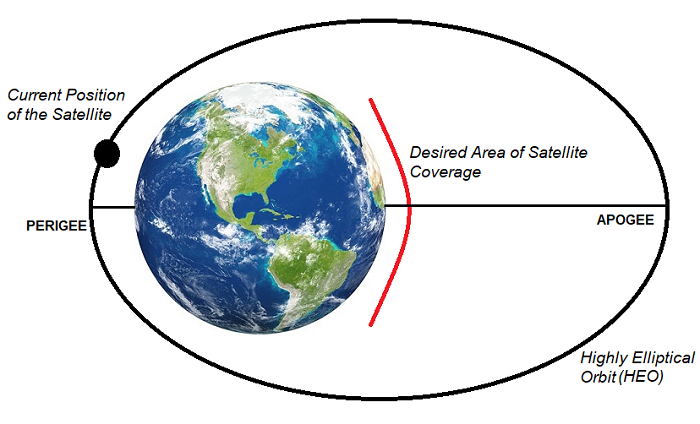 Current Position
of the Satellite
Desired Area of Satellite
Coverage
PERIGEE
APOGEE
Highly Elliptical
Orbit (HEO)